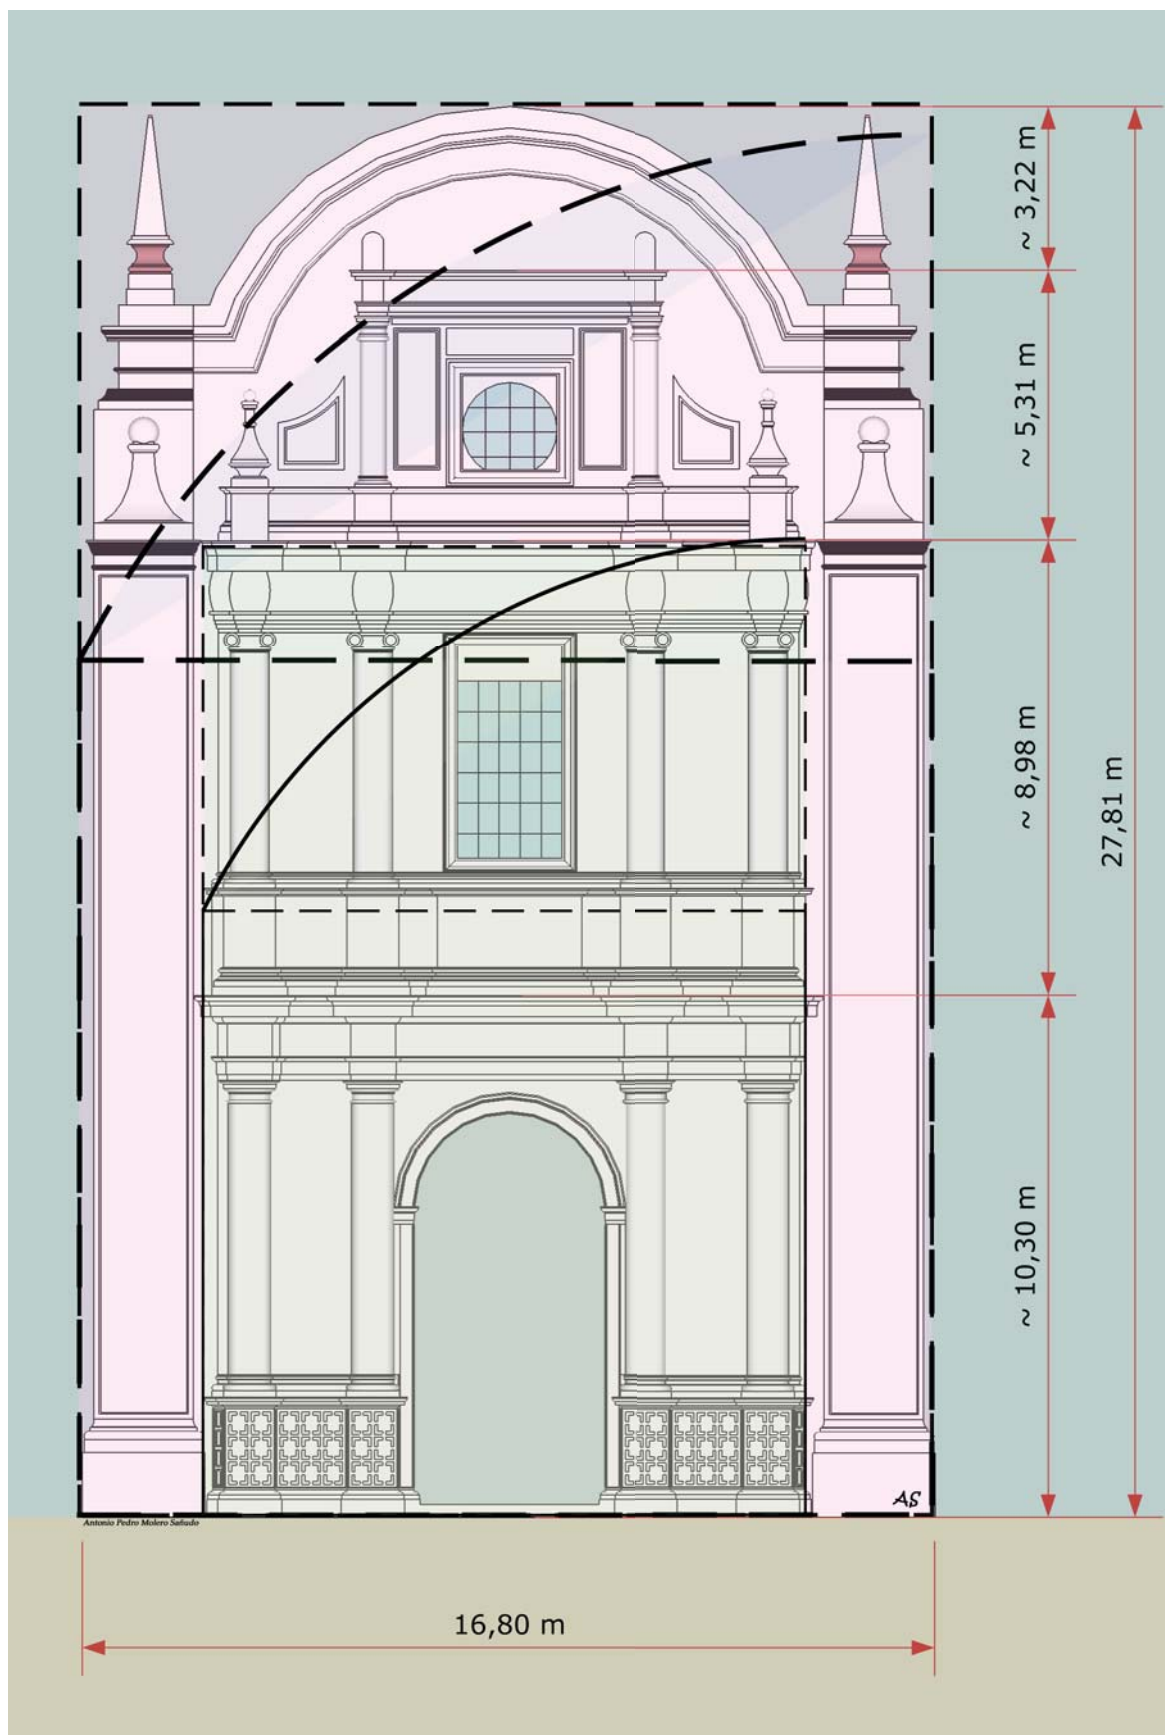 ~ 3,22 m
~ 5,31 m
~ 8,98 m
27,81 m
~ 10,30 m
AS
Antonio Pedro Molero Sañudo
16,80 m